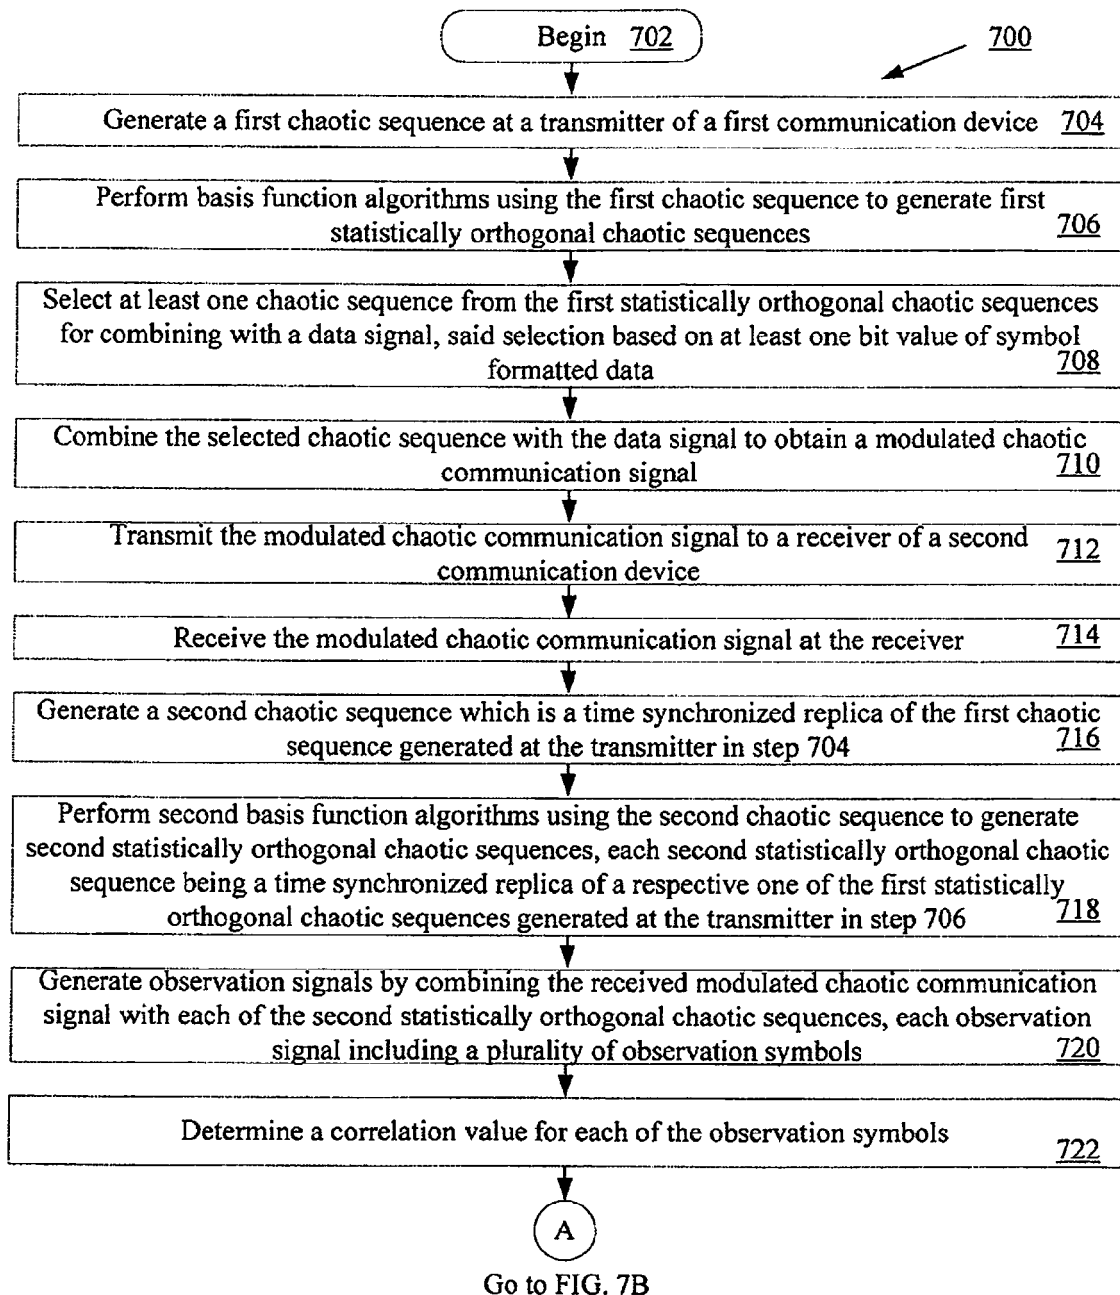 Begin 702
700
Generate a first chaotic sequence at a transmitter of a first communication device 704
Perform basis function algorithms using the first chaotic sequence to generate first
statistically orthogonal chaotic sequences 706
Select at least one chaotic sequence from the first statistically orthogonal chaotic sequences
for combining with a data signal, said selection based on at least one bit value of symbol
formatted data 708
Combine the selected chaotic sequence with the data signal to obtain a modulated chaotic
communication signal 710
Transmit the modulated chaotic communication signal to a receiver of a second
communication device 712
Receive the modulated chaotic communication signal at the receiver 714
Generate a second chaotic sequence which is a time synchronized replica of the first chaotic
sequence generated at the transmitter in step 704 716
Perform second basis function algorithms using the second chaotic sequence to generate
second statistically orthogonal chaotic sequences, each second statistically orthogonal chaotic
sequence being a time synchronized replica of a respective one of the first statistically
orthogonal chaotic sequences generated at the transmitter in step 706 718
Generate observation signals by combining the received modulated chaotic communication
signal with each of the second statistically orthogonal chaotic sequences, each observation
signal including a plurality of observation symbols 720
Determine a correlation value for each of the observation symbols 722
A
Go to FIG. 7B